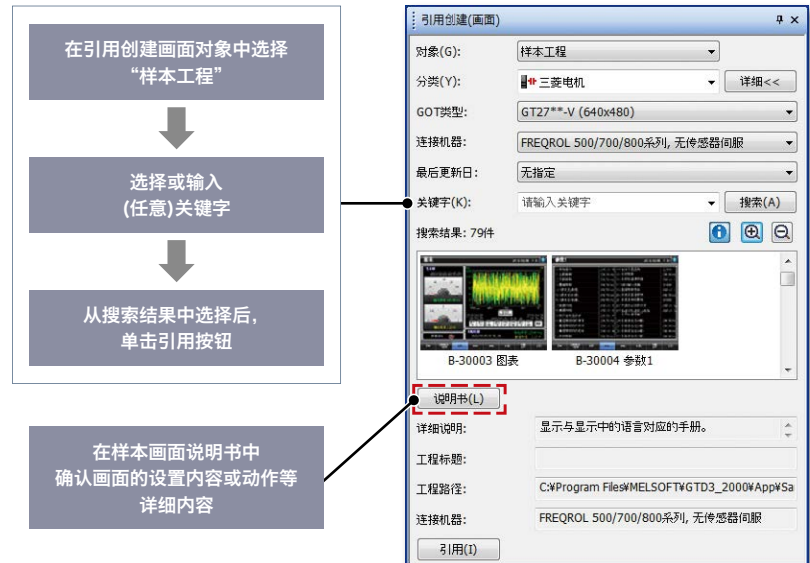 在引用创建画面对象中选择
“样本工程”
选择或输入
(任意)关键字
从搜索结果中选择后,
单击引用按钮
在样本画面说明书中
确认画面的设置内容或动作等
详细内容
引用创建(画面)
对象(G): 样本工程
分类(Y): 三菱电机 详细<<
GOT类型: GT27**-V (640x480)
连接机器: FREQROL 500/700/800系列, 无传感器伺服
最后更新日: 无指定
关键字(K): 请输入关键字 搜索(A)
搜索结果: 79件
B-30003 图表 B-30004 参数1
说明书(L)
详细说明: 显示与显示中的语言对应的手册。
工程标题:
工程路径: C:¥Program Files¥MELSOFT¥GTD3_2000¥App¥Sa
连接机器: FREQROL 500/700/800系列, 无传感器伺服
引用(I)